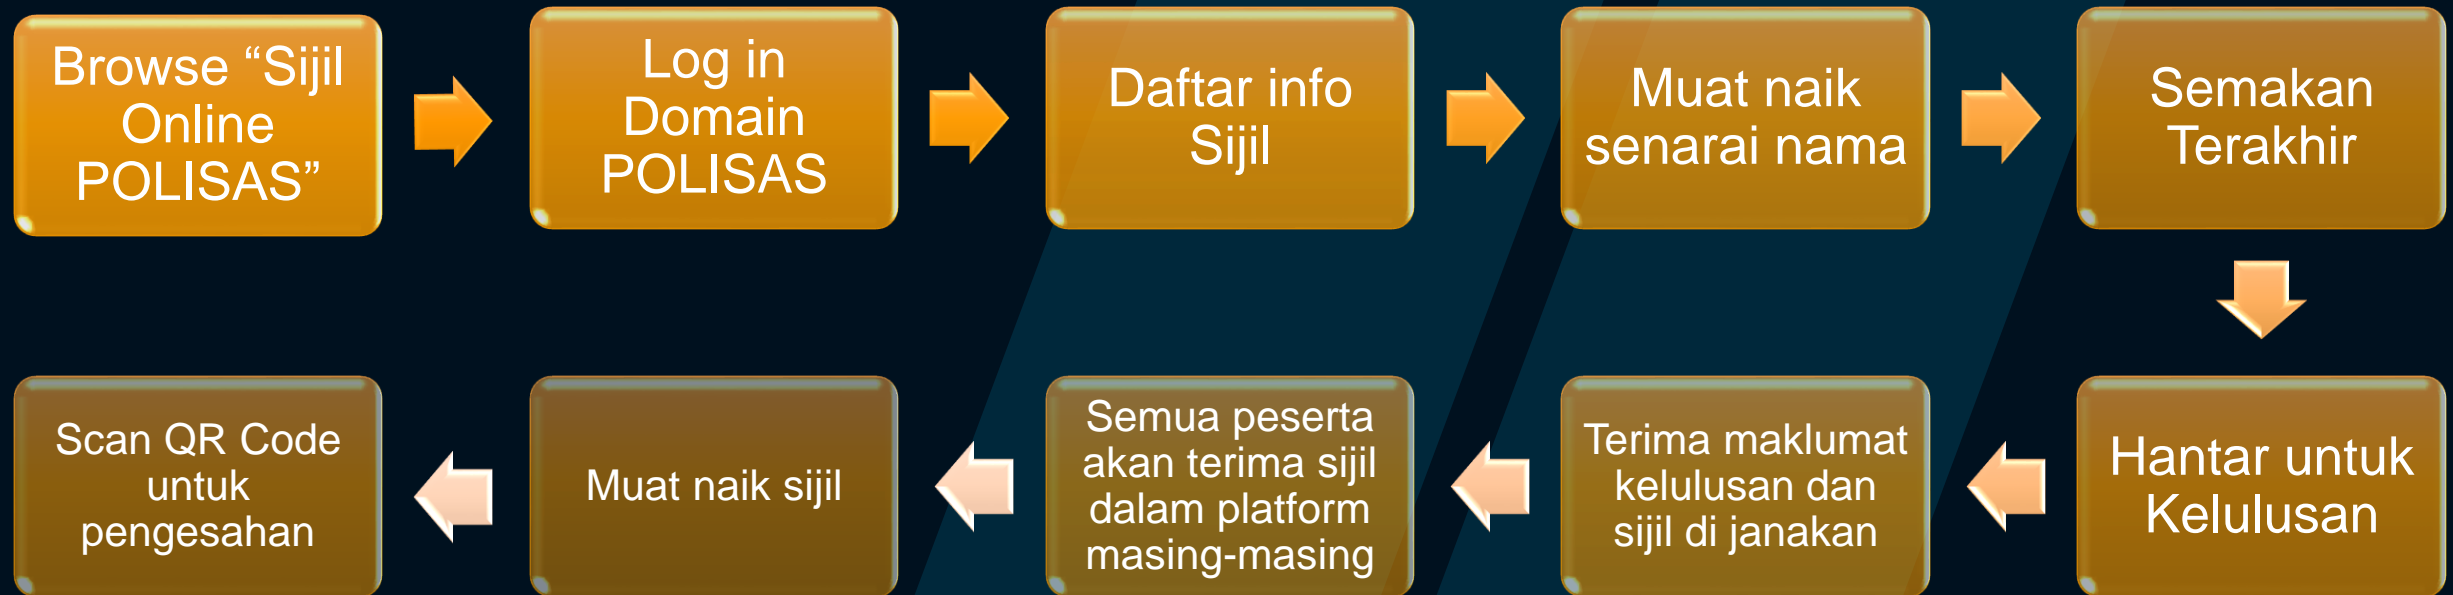 Browse “Sijil
Online
POLISAS”
Log in
Domain
POLISAS
Daftar info
Sijil
Muat naik
senarai nama
Semakan
Terakhir
Hantar untuk
Kelulusan
Terima maklumat
kelulusan dan
sijil di janakan
Semua peserta
akan terima sijil
dalam platform
masing-masing
Muat naik sijil
Scan QR Code
untuk
pengesahan